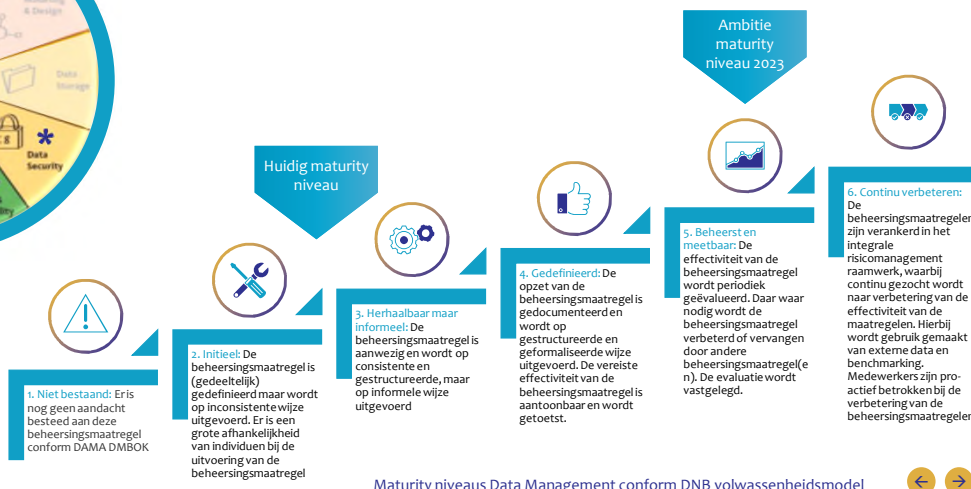 & Design
Data
Storage
Data
Security
Ambitie
maturity
niveau 2023
Huidig maturity
niveau
1. Niet bestaand: Er is
nog geen aandacht
besteed aan deze
beheersingsmaatregel
conform DAMA DMBOK
2. Initieel: De
beheersingsmaatregel is
(gedeeltelijk)
gedefinieerd maar wordt
op inconsistente wijze
uitgevoerd. Er is een
grote afhankelijkheid
van individuen bij de
uitvoering van de
beheersingsmaatregel
3. Herhaalbaar maar
informeel: De
beheersingsmaatregel is
aanwezig en wordt op
consistente en
gestructureerde, maar
op informele wijze
uitgevoerd
4. Gedefinieerd: De
opzet van de
beheersingsmaatregel is
gedocumenteerd en
wordt op
gestructureerde en
geformaliseerde wijze
uitgevoerd. De vereiste
effectiviteit van de
beheersingsmaatregel is
aantoonbaar en wordt
getoetst.
5. Beheerst en
meetbaar: De
effectiviteit van de
beheersingsmaatregel
wordt periodiek
geëvalueerd. Daar waar
nodig wordt de
beheersingsmaatregel
verbeterd of vervangen
door andere
beheersingsmaatregel(e
n). De evaluatie wordt
vastgelegd.
6. Continu verbeteren:
De
beheersingsmaatregelen
zijn verankerd in het
integrale
risicomanagement
raamwerk, waarbij
continu gezocht wordt
naar verbetering van de
effectiviteit van de
maatregelen. Hierbij
wordt gebruik gemaakt
van externe data en
benchmarking.
Medewerkers zijn pro-
actief betrokken bij de
verbetering van de
beheersingsmaatregelen
Maturity niveaus Data Management conform DNB volwassenheidsmodel